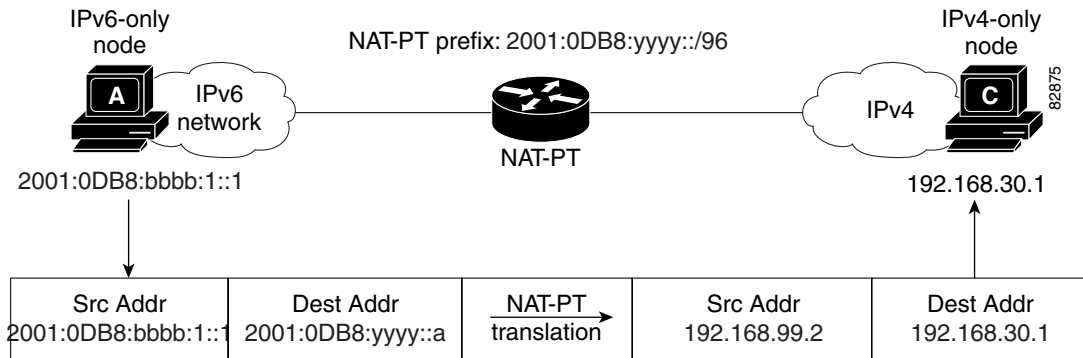 IPv6-only
node
NAT-PT prefix: 2001:0DB8:yyyy::/96
IPv4-only
node
A
IPv6
network
NAT-PT
IPv4
C
82875
2001:0DB8:bbbb:1::1
192.168.30.1
Src Addr
2001:0DB8:bbbb:1::1
Dest Addr
2001:0DB8:yyyy::a
NAT-PT
translation
Src Addr
192.168.99.2
Dest Addr
192.168.30.1